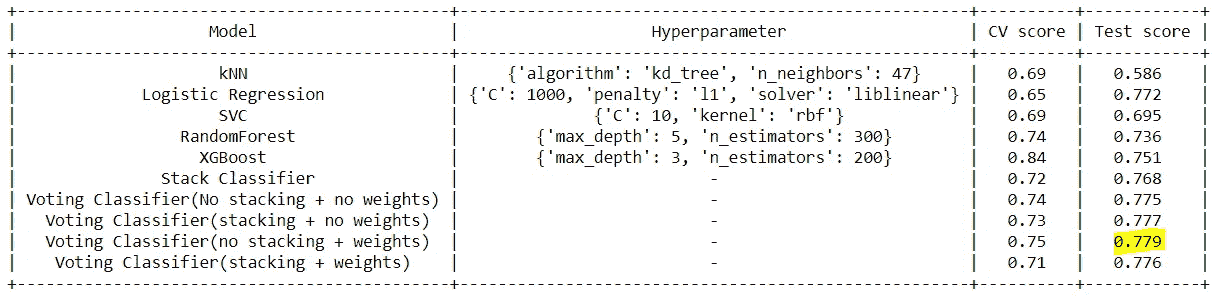 Model | Hyperparameter | CV score | Test score
kNN | {'algorithm': 'kd_tree', 'n_neighbors': 47} | 0.69 | 0.586
Logistic Regression | {'C': 1000, 'penalty': 'l1', 'solver': 'liblinear'} | 0.65 | 0.772
SVC | {'C': 10, 'kernel': 'rbf'} | 0.69 | 0.695
RandomForest | {'max_depth': 5, 'n_estimators': 300} | 0.74 | 0.736
XGBoost | {'max_depth': 3, 'n_estimators': 200} | 0.84 | 0.751
Stack Classifier | - | 0.72 | 0.768
Voting Classifier(No stacking + no weights) | - | 0.74 | 0.775
Voting Classifier(stacking + no weights) | - | 0.73 | 0.777
Voting Classifier(no stacking + weights) | - | 0.75 | 0.779
Voting Classifier(stacking + weights) | - | 0.71 | 0.776